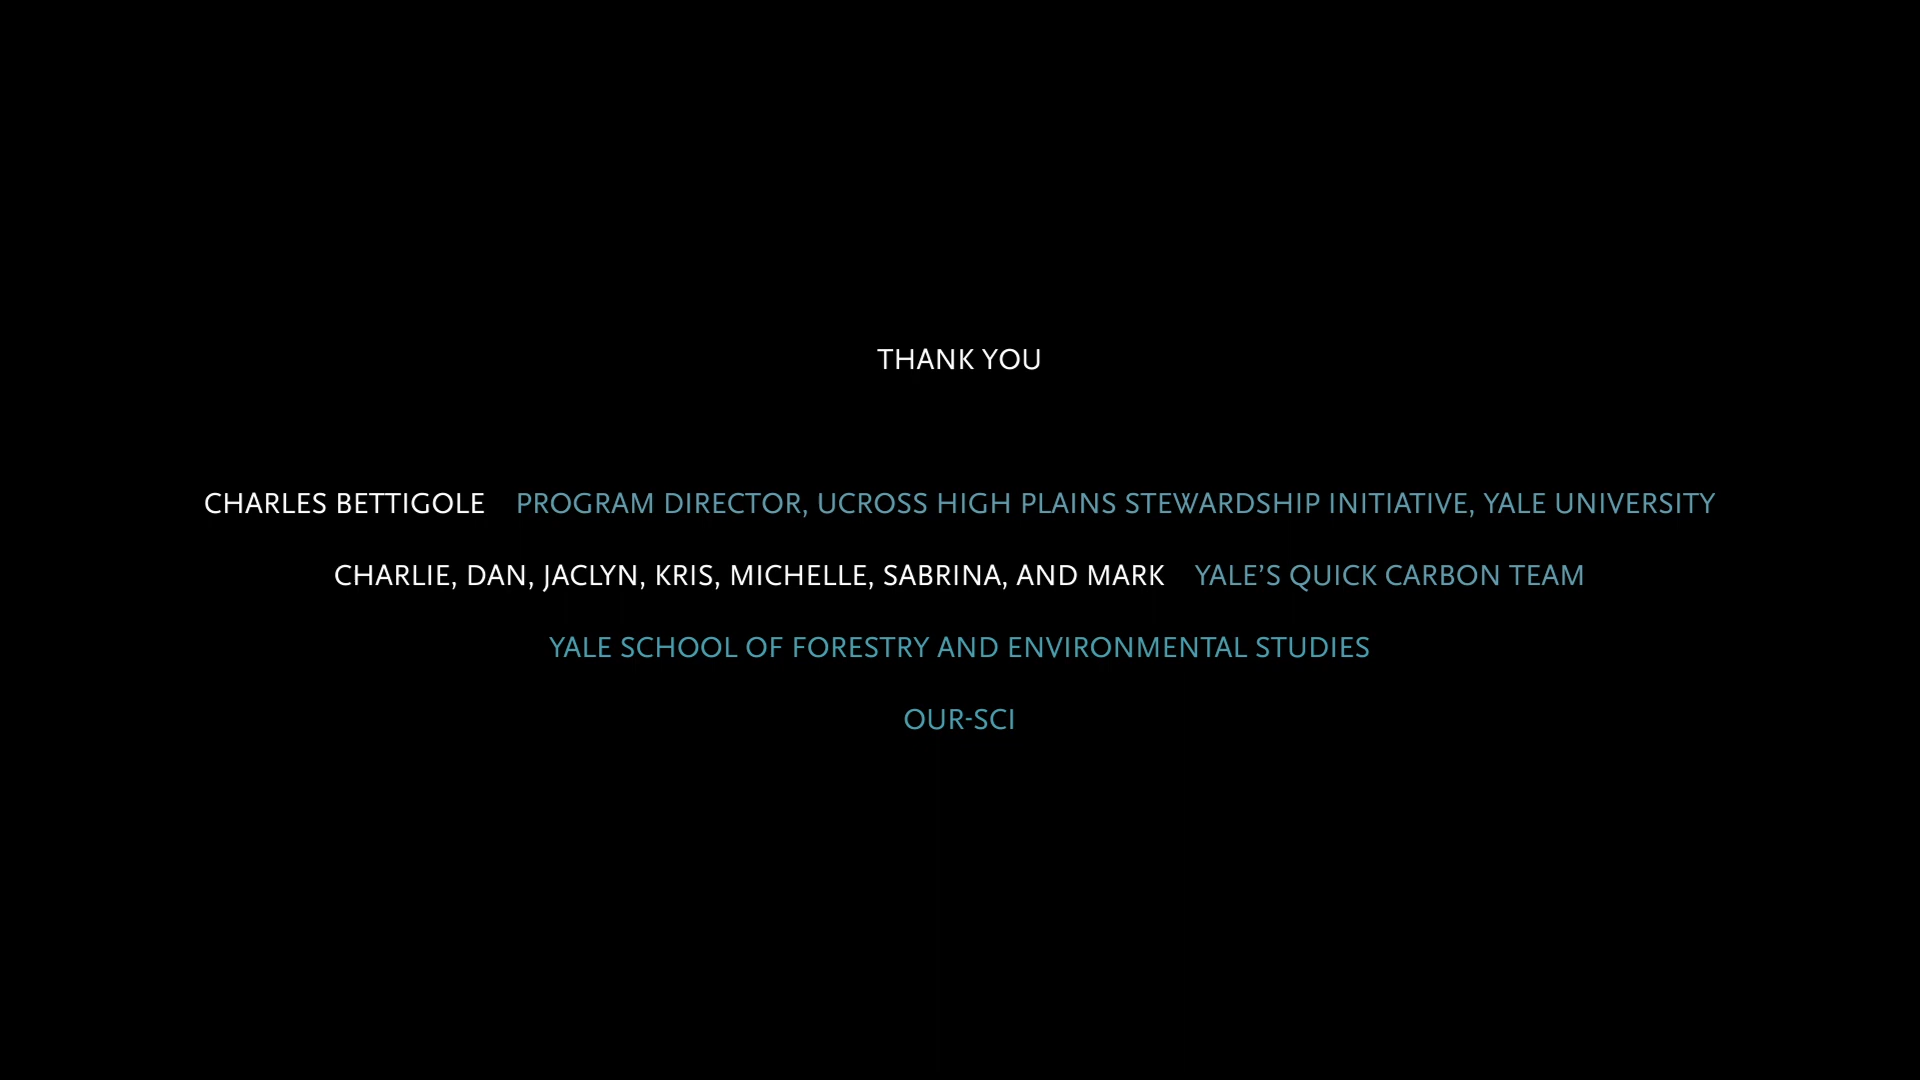 THANK YOU
CHARLES BETTIGOLE PROGRAM DIRECTOR, UCROSS HIGH PLAINS STEWARDSHIP INITIATIVE, YALE UNIVERSITY
CHARLIE, DAN, JACLYN, KRIS, MICHELLE, SABRINA, AND MARK YALE’S QUICK CARBON TEAM
YALE SCHOOL OF FORESTRY AND ENVIRONMENTAL STUDIES
OUR-SCI